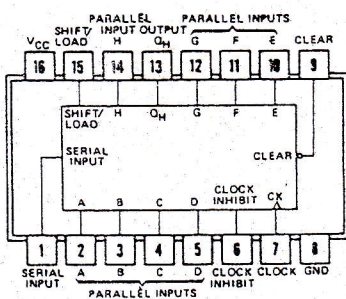 PARALLEL PARALLEL INPUTS
SHIFT/ INPUT OUTPUT
VCC LOAD H QH G F E CLEAR
16 15 14 13 12 11 10 9
SHIFT/ H QH G F E
LOAD
SERIAL
INPUT
CLEAR
CLOCK
INHIBIT CK
A B C D
1 2 3 4 5 6 7 8
SERIAL A B C D CLOCK CLOCK GND
INPUT INHIBIT
PARALLEL INPUTS